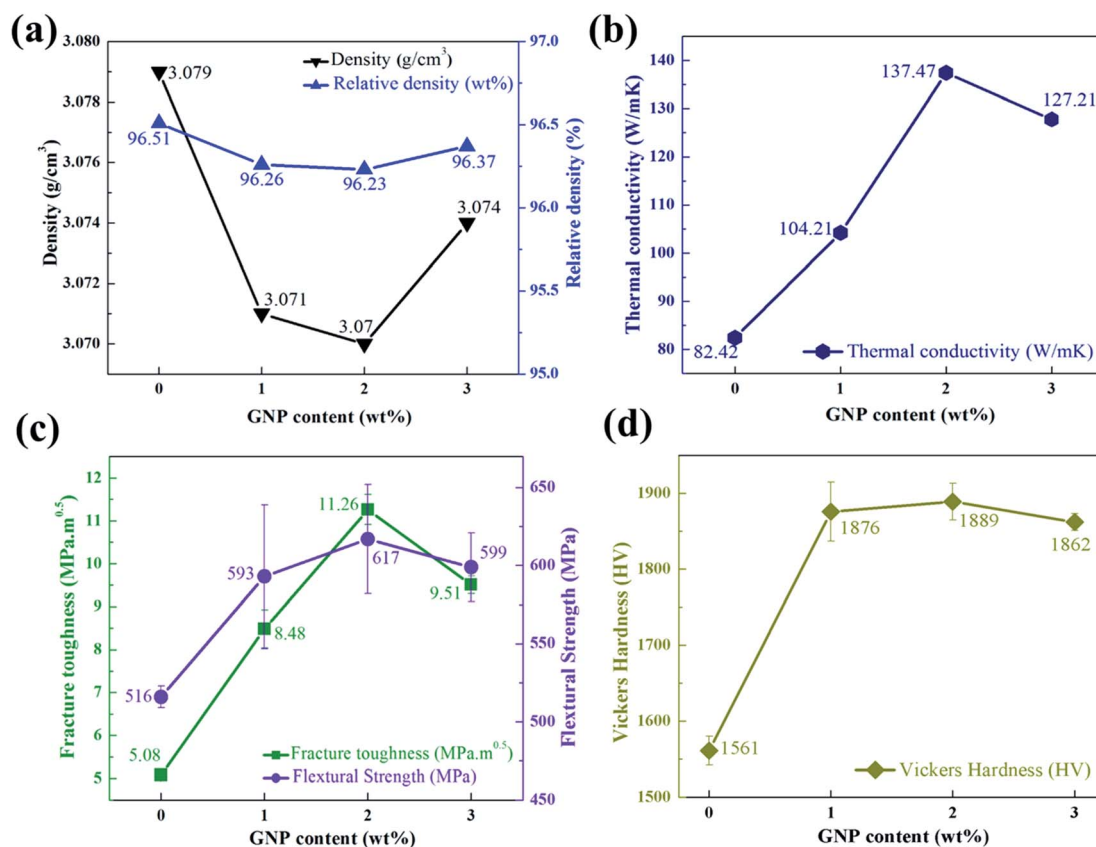 (a)
3.080
3.078
3.076
3.074
3.072
3.070
Density (g/cm³)
Density (g/cm³)
Relative density (wt%)
3.079
3.071
3.07
3.074
96.51
96.26
96.23
96.37
97.0
96.5
96.0
95.5
95.0
Relative density (%)
0 1 2 3
GNP content (wt%)
(b)
140
130
120
110
100
90
80
Thermal conductivity (W/mK)
82.42
104.21
137.47
127.21
Thermal conductivity (W/mK)
0 1 2 3
GNP content (wt%)
(c)
12
11
10
9
8
7
6
5
Fracture toughness (MPa.m⁰·⁵)
11.26
617
599
593
9.51
8.48
516
5.08
Fracture toughness (MPa.m⁰·⁵)
Flextural Strength (MPa)
650
600
550
500
450
Flextural Strength (MPa)
0 1 2 3
GNP content (wt%)
(d)
1900
1800
1700
1600
1500
Vickers Hardness (HV)
1561
1876
1889
1862
Vickers Hardness (HV)
0 1 2 3
GNP content (wt%)